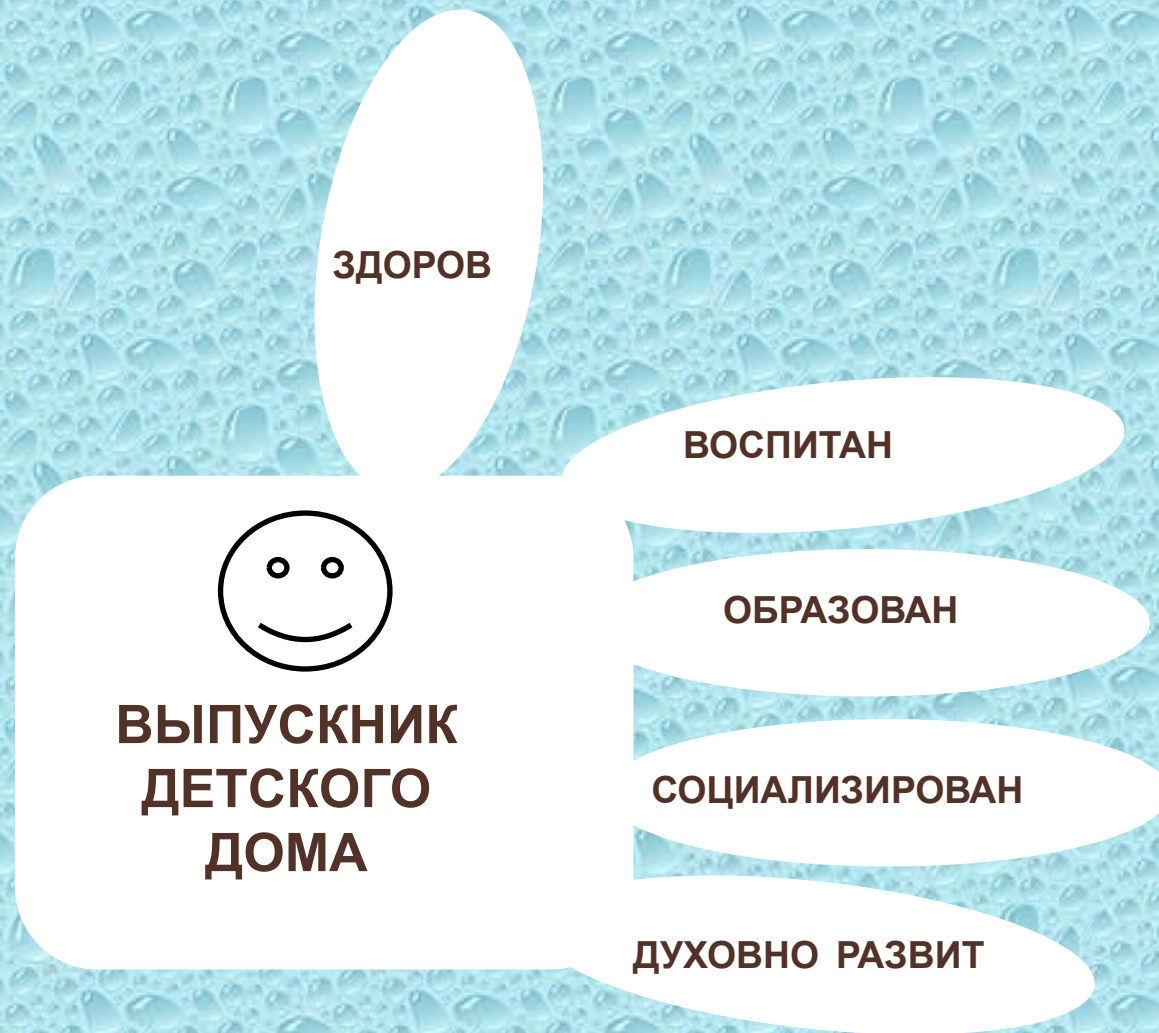 ЗДОРОВ
ВОСПИТАН
ОБРАЗОВАН
ВЫПУСКНИК
ДЕТСКОГО
ДОМА
СОЦИАЛИЗИРОВАН
ДУХОВНО РАЗВИТ